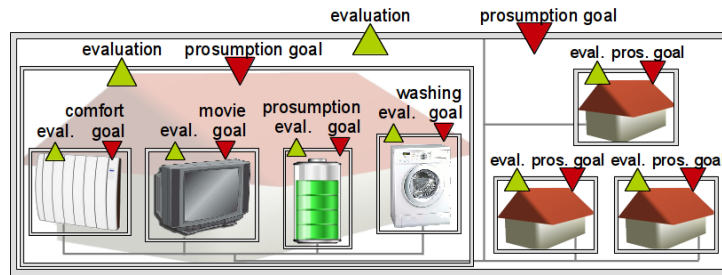 evaluation
prosumption goal
evaluation
prosumption goal
eval. pros. goal
comfort
eval. goal
movie
eval. goal
prosumption
eval. goal
washing
eval. goal
eval. pros. goal
eval. pros. goal